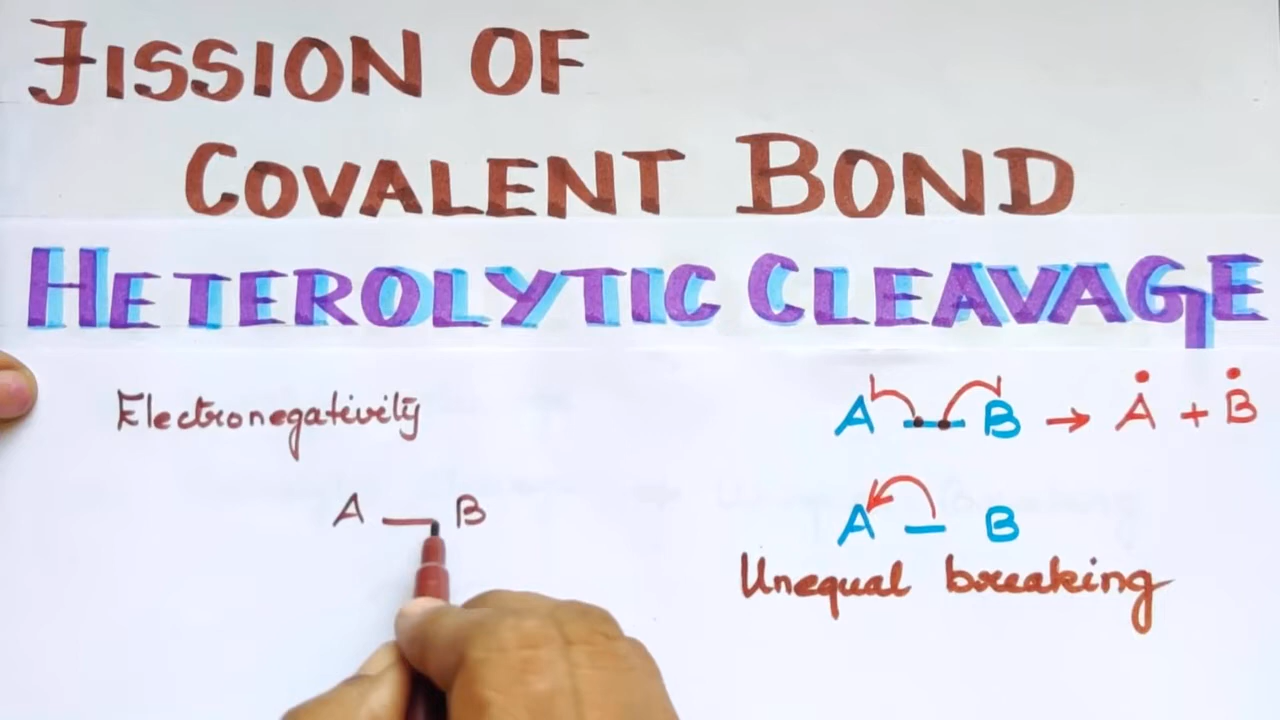 FISSION OF
COVALENT BOND
HETEROLYTIC CLEAVAGE
Electronegativity
A — B
A — B → A + B
A — B
Unequal breaking